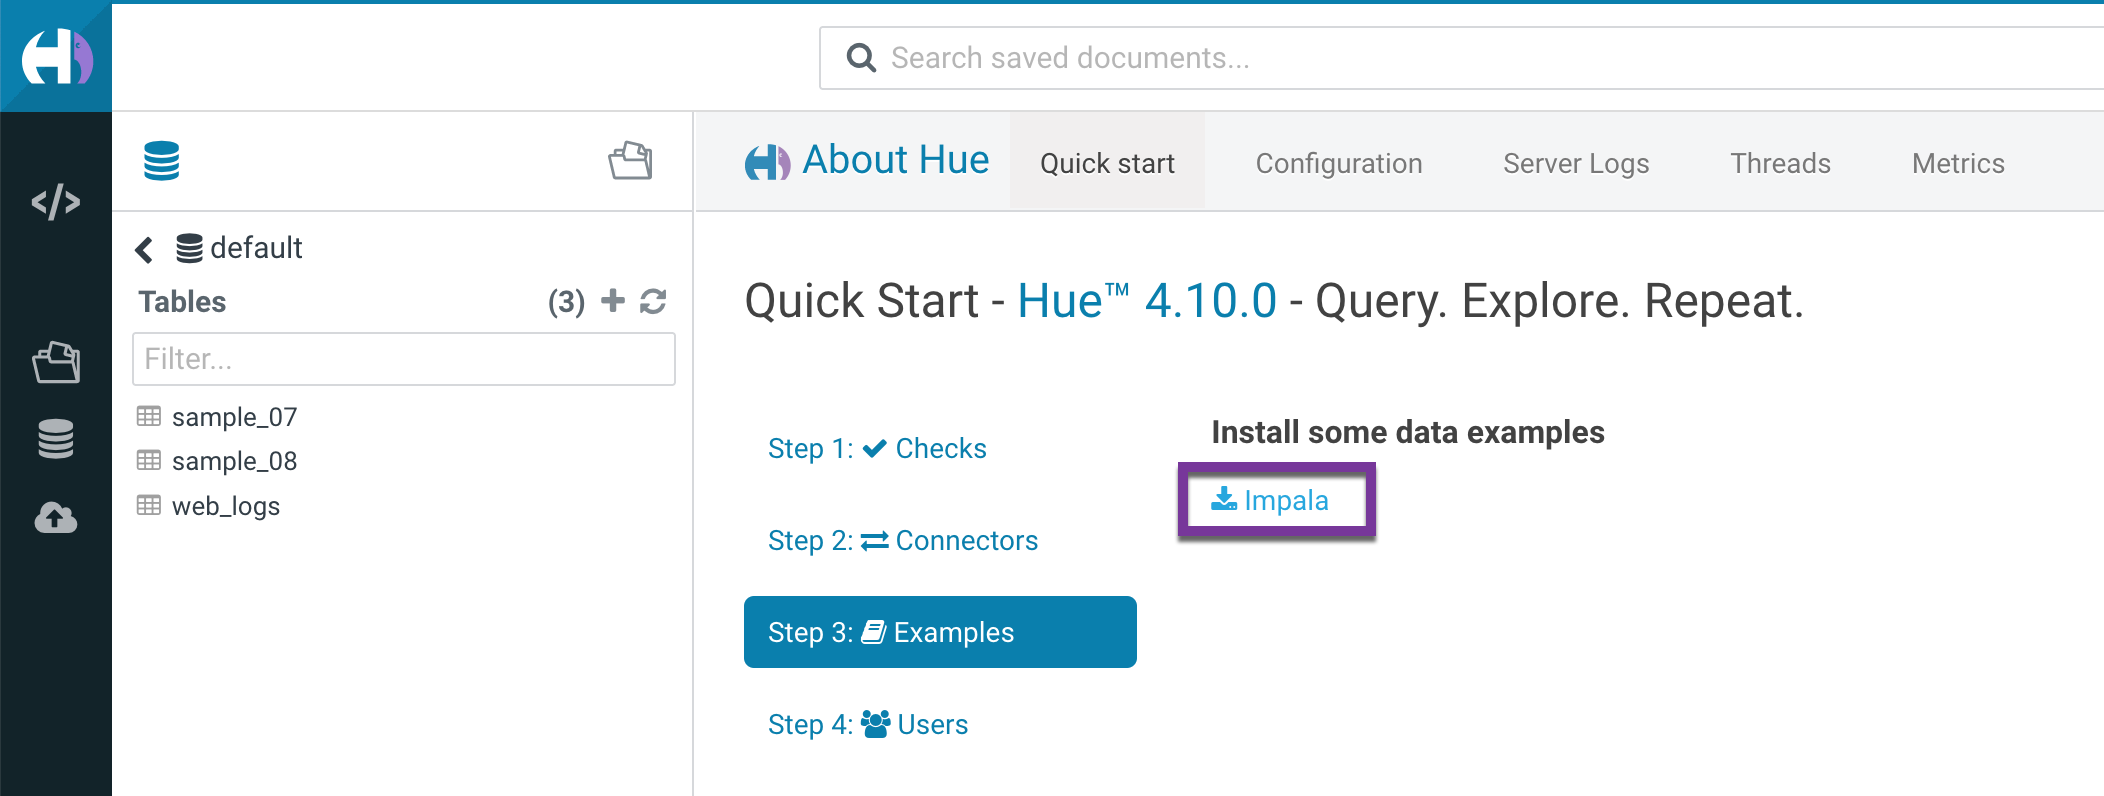 Search saved documents...
About Hue
Quick start
Configuration
Server Logs
Threads
Metrics
default
Tables
(3)
Filter...
sample_07
sample_08
web_logs
Quick Start - Hue™ 4.10.0 - Query. Explore. Repeat.
Step 1: Checks
Step 2: Connectors
Step 3: Examples
Step 4: Users
Install some data examples
Impala